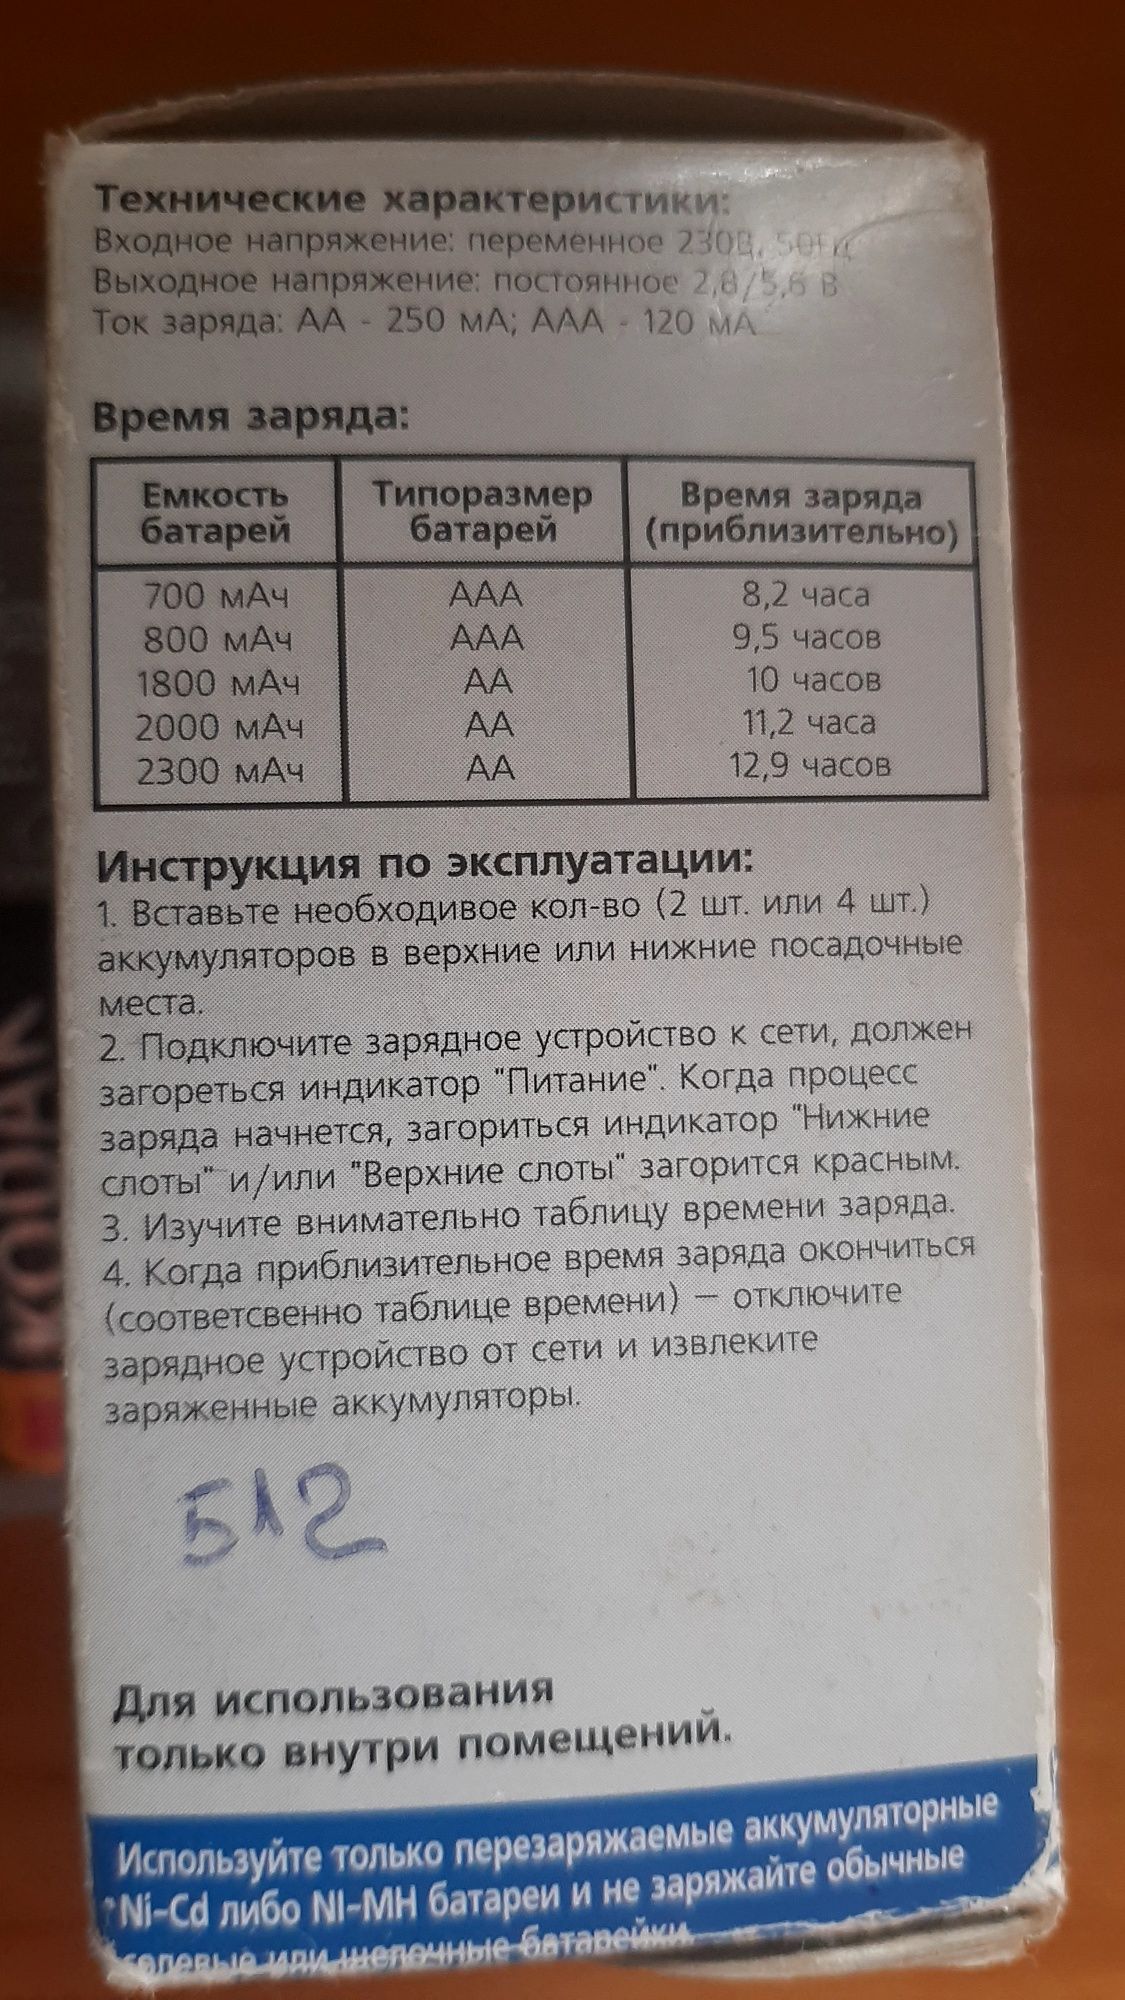 Технические характеристики:
Входное напряжение: переменное 230В, 50Гц
Выходное напряжение: постоянное 2,8/5,6 В
Ток заряда: АА - 250 мА; ААА - 120 мА
Время заряда:
Емкость батарей Типоразмер батарей Время заряда (приблизительно)
700 мАч ААА 8,2 часа
800 мАч ААА 9,5 часов
1800 мАч АА 10 часов
2000 мАч АА 11,2 часа
2300 мАч АА 12,9 часов
Инструкция по эксплуатации:
1. Вставьте необходивое кол-во (2 шт. или 4 шт.)
аккумуляторов в верхние или нижние посадочные
места.
2. Подключите зарядное устройство к сети, должен
загореться индикатор "Питание". Когда процесс
заряда начнется, загориться индикатор "Нижние
слоты" и/или "Верхние слоты" загорится красным.
3. Изучите внимательно таблицу времени заряда.
4. Когда приблизительное время заряда окончиться
(соответсвенно таблице времени) — отключите
зарядное устройство от сети и извлеките
заряженные аккумуляторы.
512
Для использования
только внутри помещений.
Используйте только перезаряжаемые аккумуляторные
Ni-Cd либо NI-MH батареи и не заряжайте обычные
солевые или щелочные батарейки.
KODAK